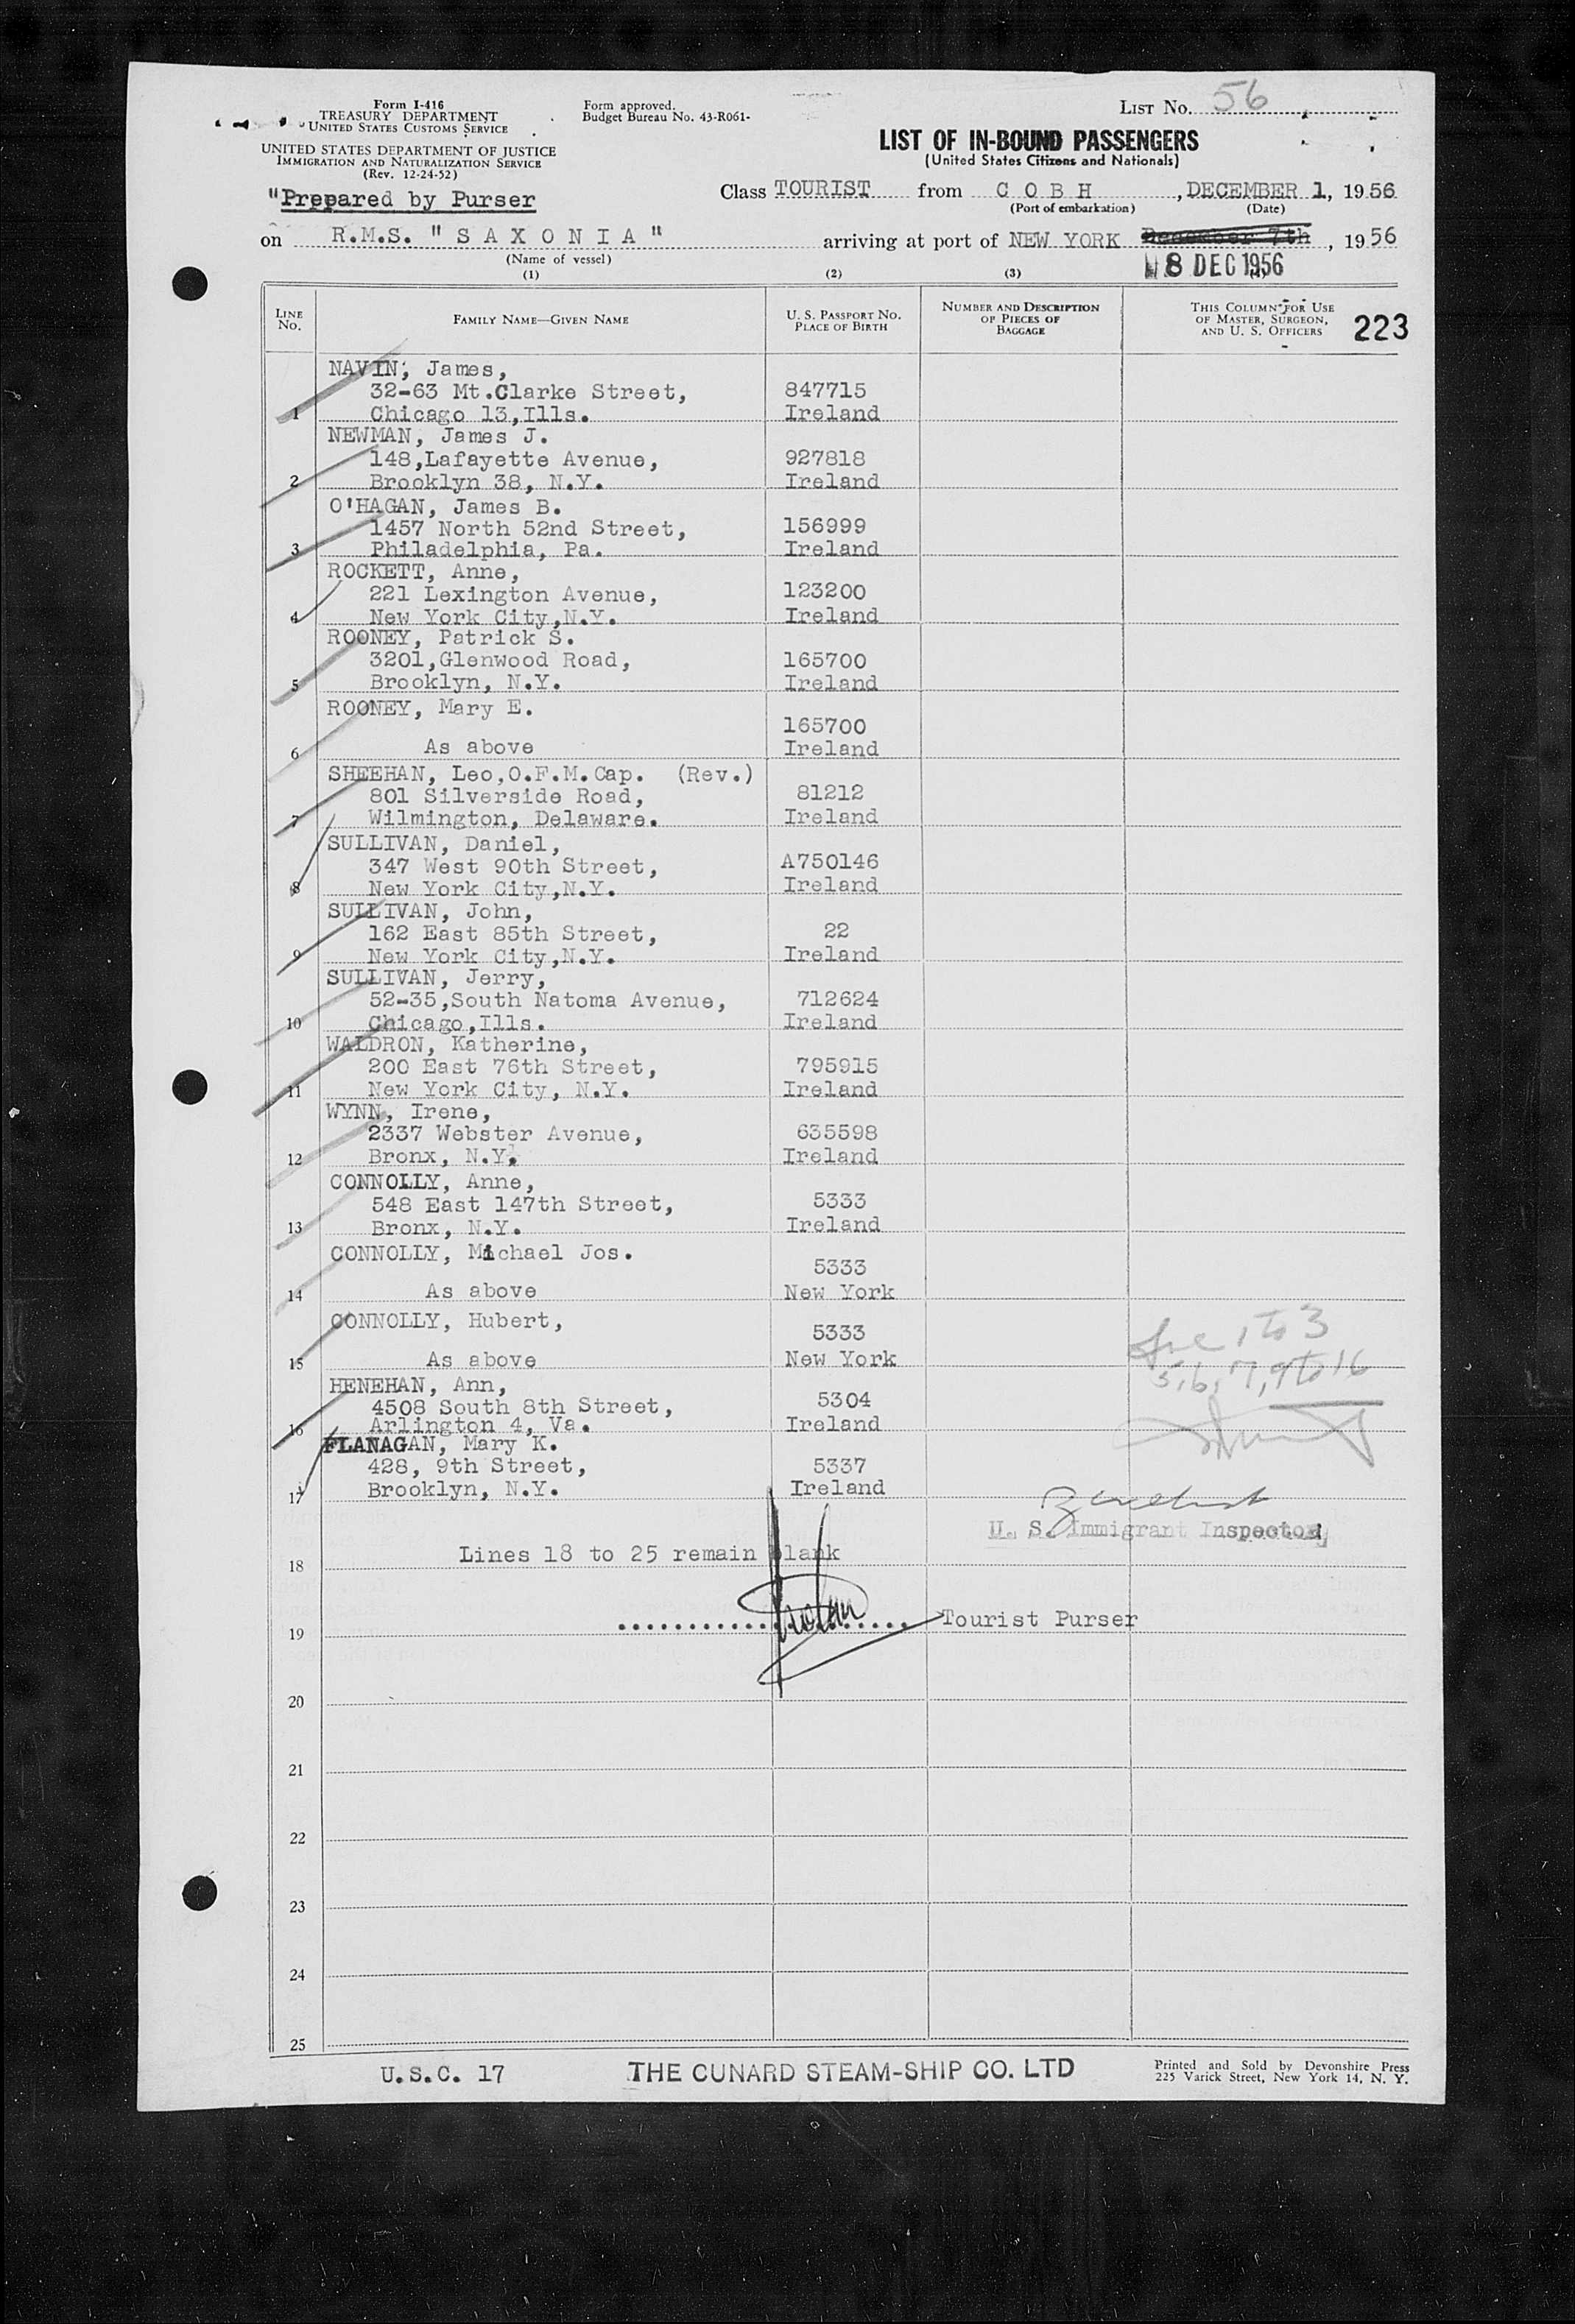 Form I-416
TREASURY DEPARTMENT
UNITED STATES CUSTOMS SERVICE
UNITED STATES DEPARTMENT OF JUSTICE
IMMIGRATION AND NATURALIZATION SERVICE
(Rev. 12-24-52)
Form approved.
Budget Bureau No. 43-R061-
LIST NO. 56
LIST OF IN-BOUND PASSENGERS
(United States Citizens and Nationals)
"Prepared by Purser
Class TOURIST from C O B H, DECEMBER 1, 1956
(Port of embarkation) (Date)
on R.M.S. "S A X O N I A" arriving at port of NEW YORK December 7th, 1956
(Name of vessel)
8 DEC 1956
(1) (2) (3)
LINE NO. FAMILY NAME—GIVEN NAME U. S. PASSPORT NO. PLACE OF BIRTH NUMBER AND DESCRIPTION OF PIECES OF BAGGAGE THIS COLUMN FOR USE OF MASTER, SURGEON, AND U. S. OFFICERS 223
NAVIN, James,
32-63 Mt.Clarke Street, 847715
1 Chicago 13,Ills. Ireland
NEWMAN, James J.
148,Lafayette Avenue, 927818
2 Brooklyn 38, N.Y. Ireland
O'HAGAN, James B.
1457 North 52nd Street, 156999
3 Philadelphia, Pa. Ireland
ROCKETT, Anne,
221 Lexington Avenue, 123200
4 New York City,N.Y. Ireland
ROONEY, Patrick S.
3201,Glenwood Road, 165700
5 Brooklyn, N.Y. Ireland
ROONEY, Mary E.
165700
6 As above Ireland
SHEEHAN, Leo,O.F.M.Cap. (Rev.)
801 Silverside Road, 81212
7 Wilmington, Delaware. Ireland
SULLIVAN, Daniel,
347 West 90th Street, A750146
8 New York City,N.Y. Ireland
SULLIVAN, John,
162 East 85th Street, 22
9 New York City,N.Y. Ireland
SULLIVAN, Jerry,
52-35,South Natoma Avenue, 712624
10 Chicago,Ills. Ireland
WALDRON, Katherine,
200 East 76th Street, 795915
11 New York City, N.Y. Ireland
WYNN, Irene,
2337 Webster Avenue, 635598
12 Bronx, N.Y. Ireland
CONNOLLY, Anne,
548 East 147th Street, 5333
13 Bronx, N.Y. Ireland
CONNOLLY, Michael Jos.
5333
14 As above New York
CONNOLLY, Hubert,
5333
1 to 3
15 As above New York
5,6,7,9 to 16
HENEHAN, Ann,
4508 South 8th Street, 5304
16 Arlington 4, Va. Ireland
FLANAGAN, Mary K.
428, 9th Street, 5337
17 Brooklyn, N.Y. Ireland
U. S. Immigrant Inspector
18 Lines 18 to 25 remain blank
19 Tourist Purser
20
21
22
23
24
25
U.S.C. 17 THE CUNARD STEAM-SHIP CO. LTD
Printed and Sold by Devonshire Press
225 Varick Street, New York 14, N. Y.